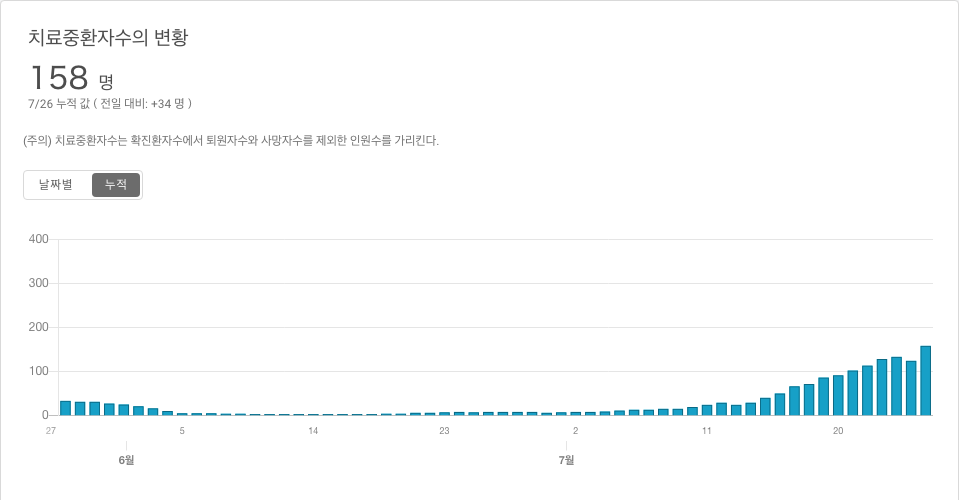 치료중환자수의 변황
158 명
7/26 누적 값 ( 전일 대비: +34 명 )
(주의) 치료중환자수는 확진환자수에서 퇴원자수와 사망자수를 제외한 인원수를 가리킨다.
날짜별 누적
400
300
200
100
0
27 5 14 23 2 11 20
6월 7월